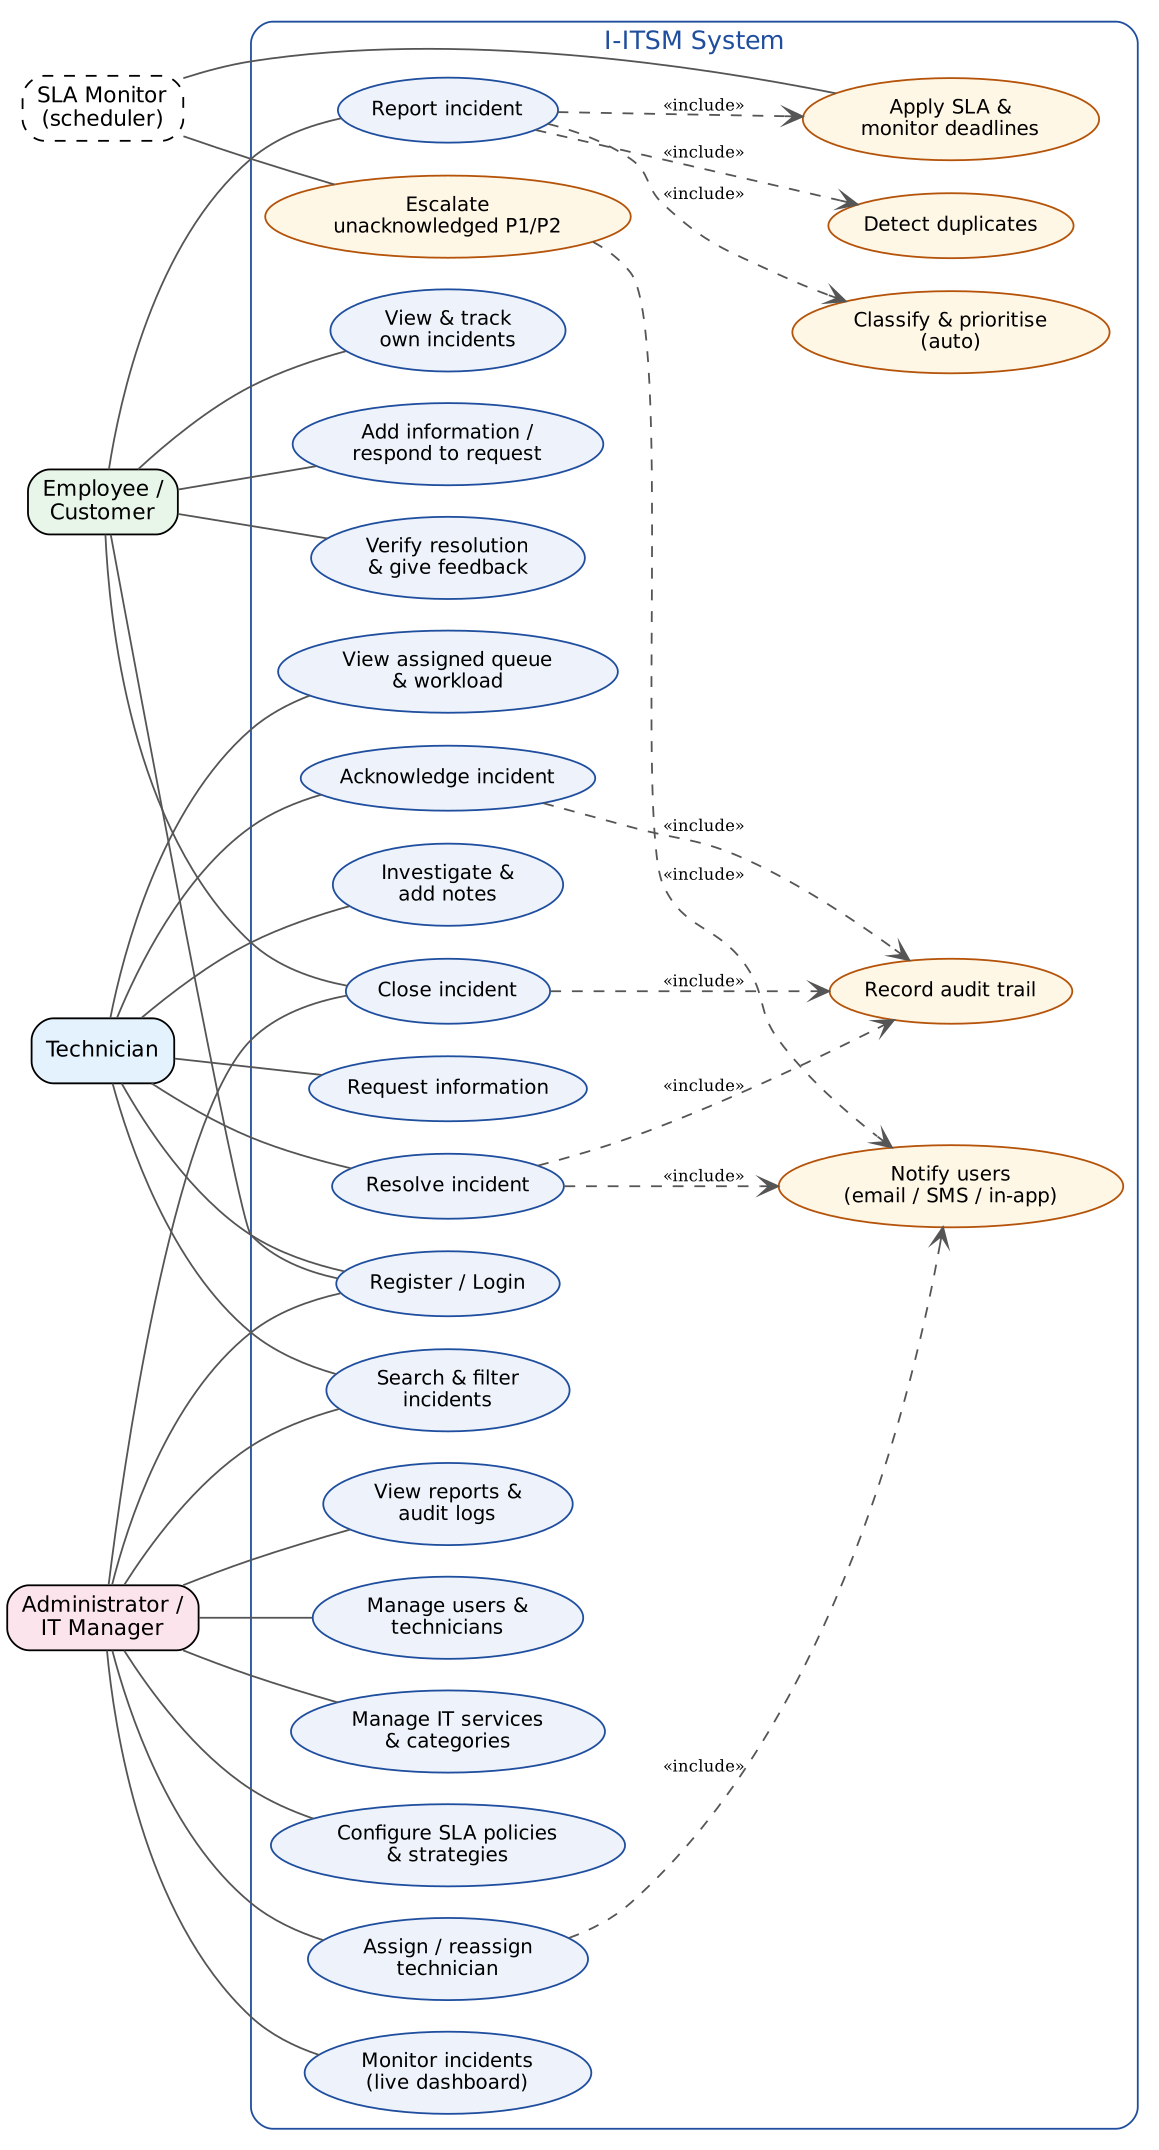 I-ITSM System
SLA Monitor
(scheduler)
Report incident
«include»
Apply SLA &
monitor deadlines
«include»
«include»
Escalate
unacknowledged P1/P2
Detect duplicates
View & track
own incidents
Classify & prioritise
(auto)
Add information /
respond to request
Employee /
Customer
Verify resolution
& give feedback
View assigned queue
& workload
Acknowledge incident
«include»
«include»
Investigate &
add notes
Close incident
«include»
Record audit trail
Technician
Request information
«include»
Resolve incident
«include»
Notify users
(email / SMS / in-app)
Register / Login
Search & filter
incidents
View reports &
audit logs
Administrator /
IT Manager
Manage users &
technicians
Manage IT services
& categories
«include»
Configure SLA policies
& strategies
Assign / reassign
technician
Monitor incidents
(live dashboard)